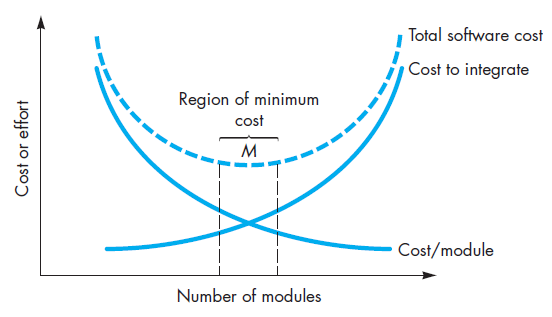 Total software cost
Cost to integrate
Region of minimum
cost
M
Cost or effort
Cost/module
Number of modules